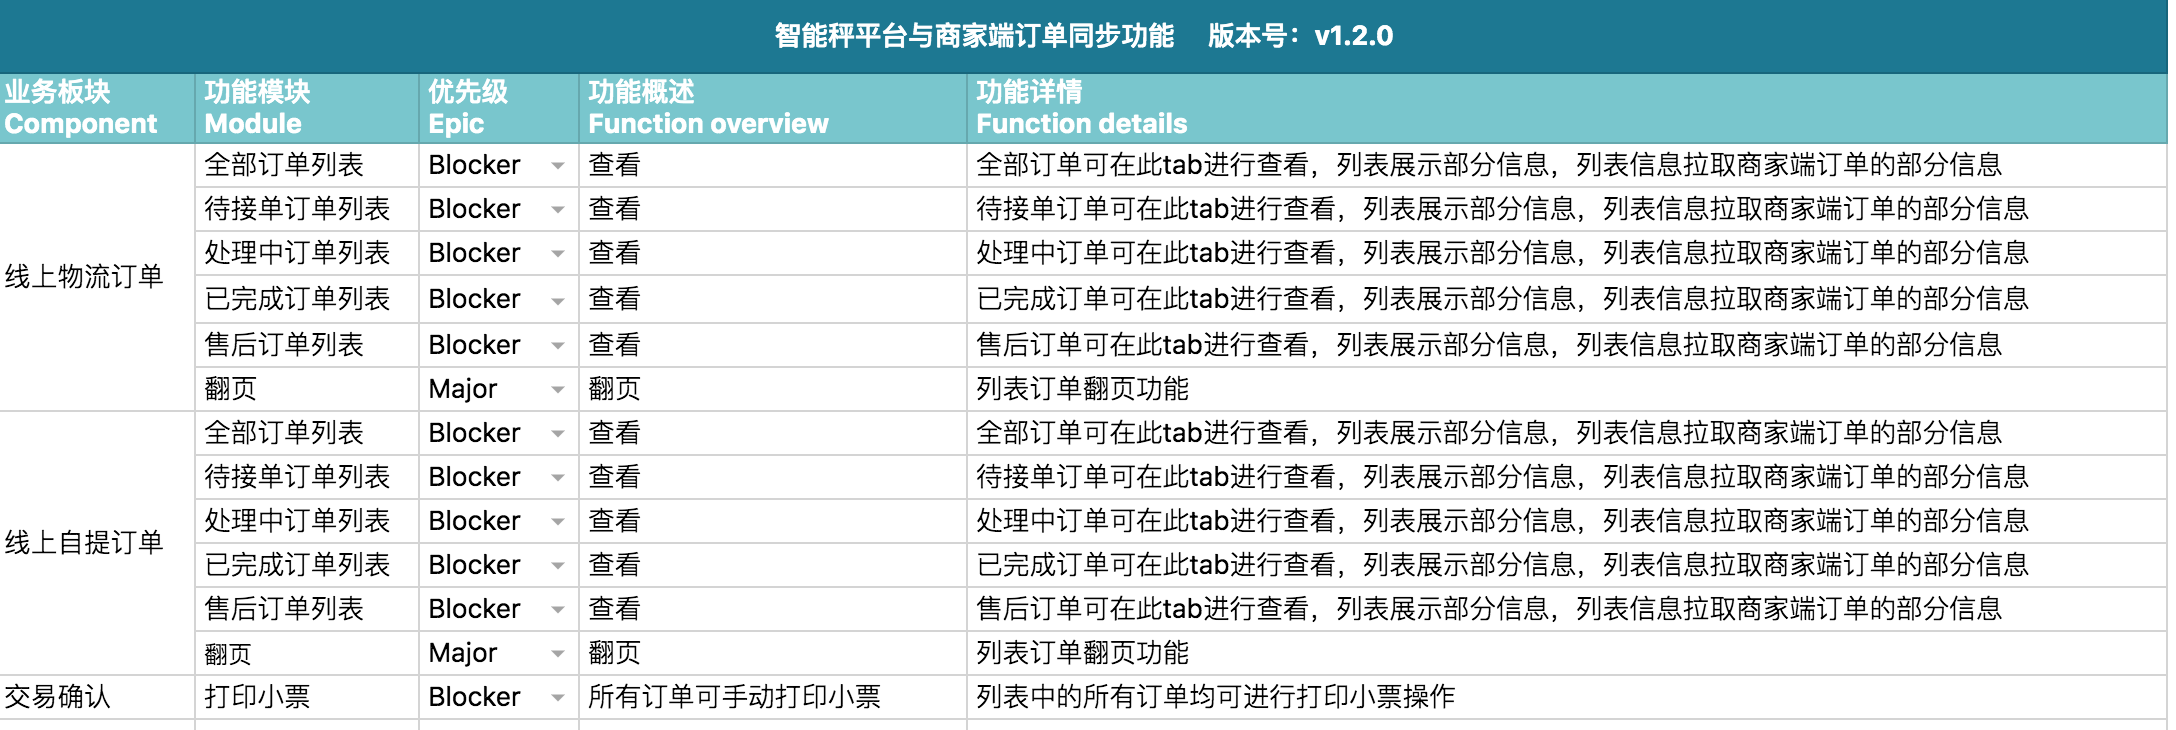 智能秤平台与商家端订单同步功能 版本号：v1.2.0
业务板块 功能模块 优先级 功能概述 功能详情
Component Module Epic Function overview Function details
全部订单列表 Blocker 查看 全部订单可在此tab进行查看，列表展示部分信息，列表信息拉取商家端订单的部分信息
待接单订单列表 Blocker 查看 待接单订单可在此tab进行查看，列表展示部分信息，列表信息拉取商家端订单的部分信息
处理中订单列表 Blocker 查看 处理中订单可在此tab进行查看，列表展示部分信息，列表信息拉取商家端订单的部分信息
线上物流订单
已完成订单列表 Blocker 查看 已完成订单可在此tab进行查看，列表展示部分信息，列表信息拉取商家端订单的部分信息
售后订单列表 Blocker 查看 售后订单可在此tab进行查看，列表展示部分信息，列表信息拉取商家端订单的部分信息
翻页 Major 翻页 列表订单翻页功能
全部订单列表 Blocker 查看 全部订单可在此tab进行查看，列表展示部分信息，列表信息拉取商家端订单的部分信息
待接单订单列表 Blocker 查看 待接单订单可在此tab进行查看，列表展示部分信息，列表信息拉取商家端订单的部分信息
处理中订单列表 Blocker 查看 处理中订单可在此tab进行查看，列表展示部分信息，列表信息拉取商家端订单的部分信息
线上自提订单
已完成订单列表 Blocker 查看 已完成订单可在此tab进行查看，列表展示部分信息，列表信息拉取商家端订单的部分信息
售后订单列表 Blocker 查看 售后订单可在此tab进行查看，列表展示部分信息，列表信息拉取商家端订单的部分信息
翻页 Major 翻页 列表订单翻页功能
交易确认 打印小票 Blocker 所有订单可手动打印小票 列表中的所有订单均可进行打印小票操作